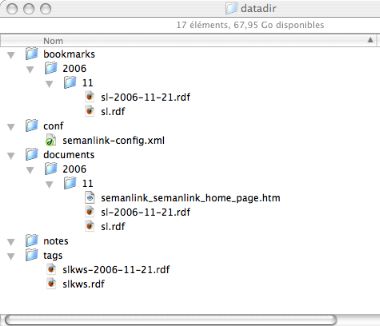 datadir
17 éléments, 67,95 Go disponibles
Nom
bookmarks
2006
11
sl-2006-11-21.rdf
sl.rdf
conf
semanlink-config.xml
documents
2006
11
semanlink_semanlink_home_page.htm
sl-2006-11-21.rdf
sl.rdf
notes
tags
slkws-2006-11-21.rdf
slkws.rdf